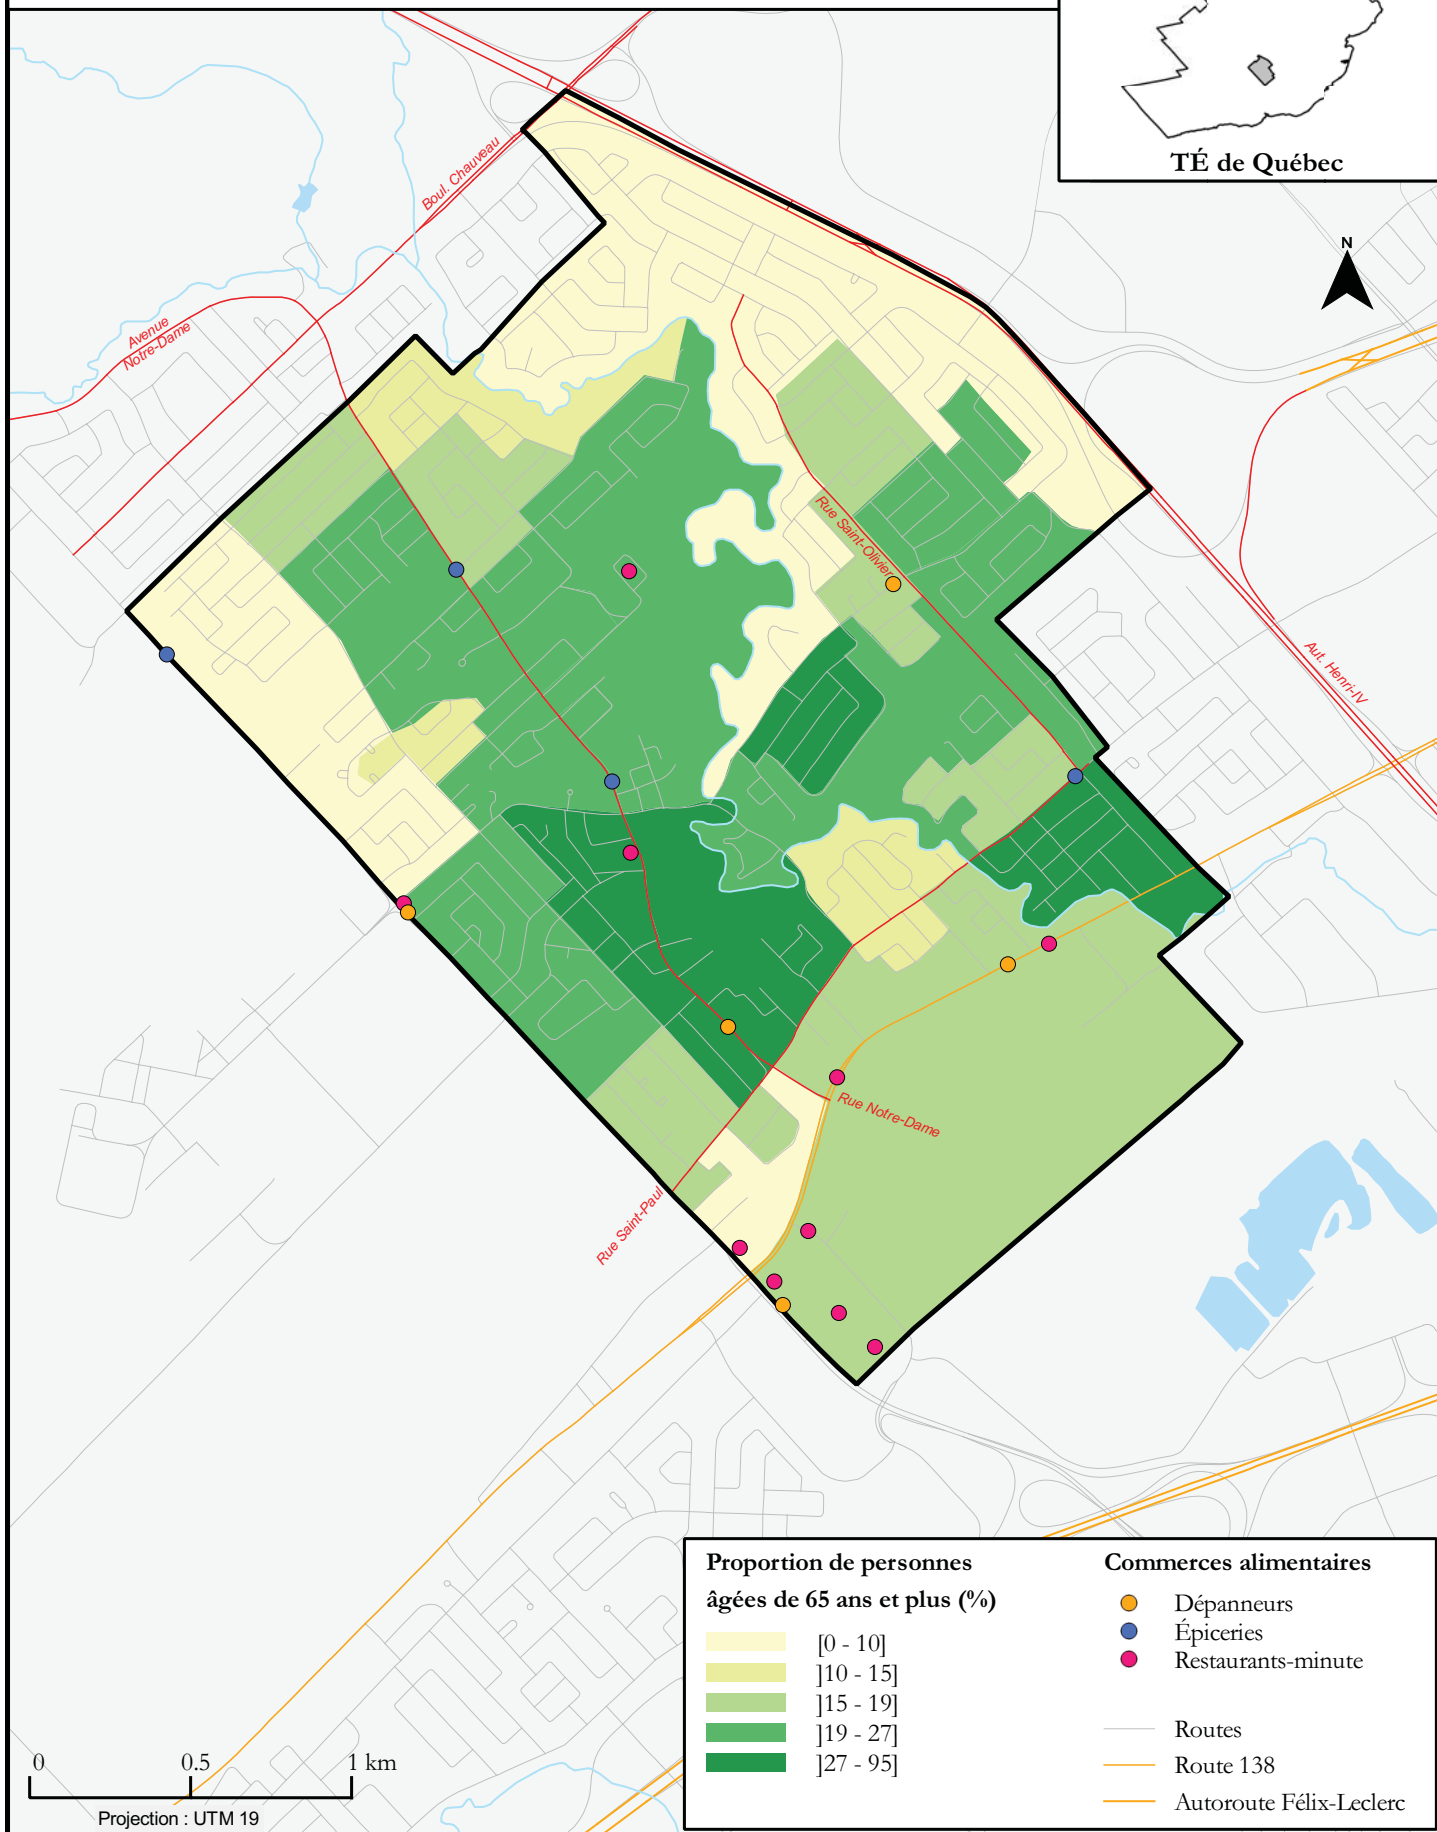 TÉ de Québec
N
Boul. Chauveau
Avenue
Notre-Dame
Rue Saint-Olivier
Aut. Henri-IV
Rue Notre-Dame
Rue Saint-Paul
Proportion de personnes
âgées de 65 ans et plus (%)
[0 - 10]
]10 - 15]
]15 - 19]
]19 - 27]
]27 - 95]
Commerces alimentaires
Dépanneurs
Épiceries
Restaurants-minute
Routes
Route 138
Autoroute Félix-Leclerc
0 0.5 1 km
Projection : UTM 19